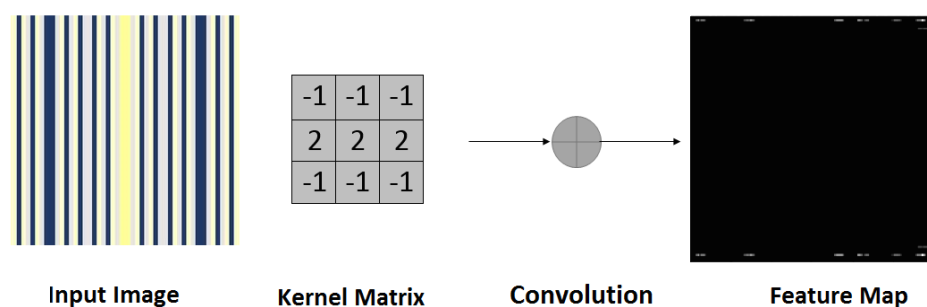 -1 -1 -1
2 2 2
-1 -1 -1
Input Image
Kernel Matrix
Convolution
Feature Map